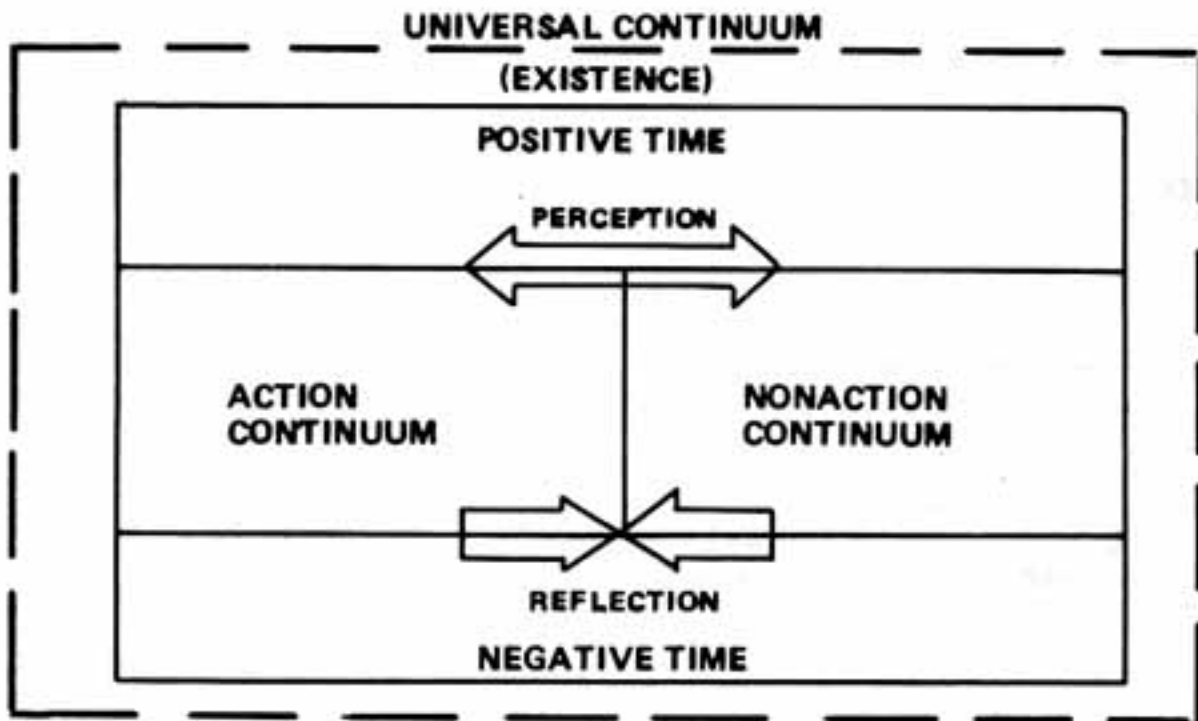 UNIVERSAL CONTINUUM
(EXISTENCE)
POSITIVE TIME
PERCEPTION
ACTION
CONTINUUM
NONACTION
CONTINUUM
REFLECTION
NEGATIVE TIME